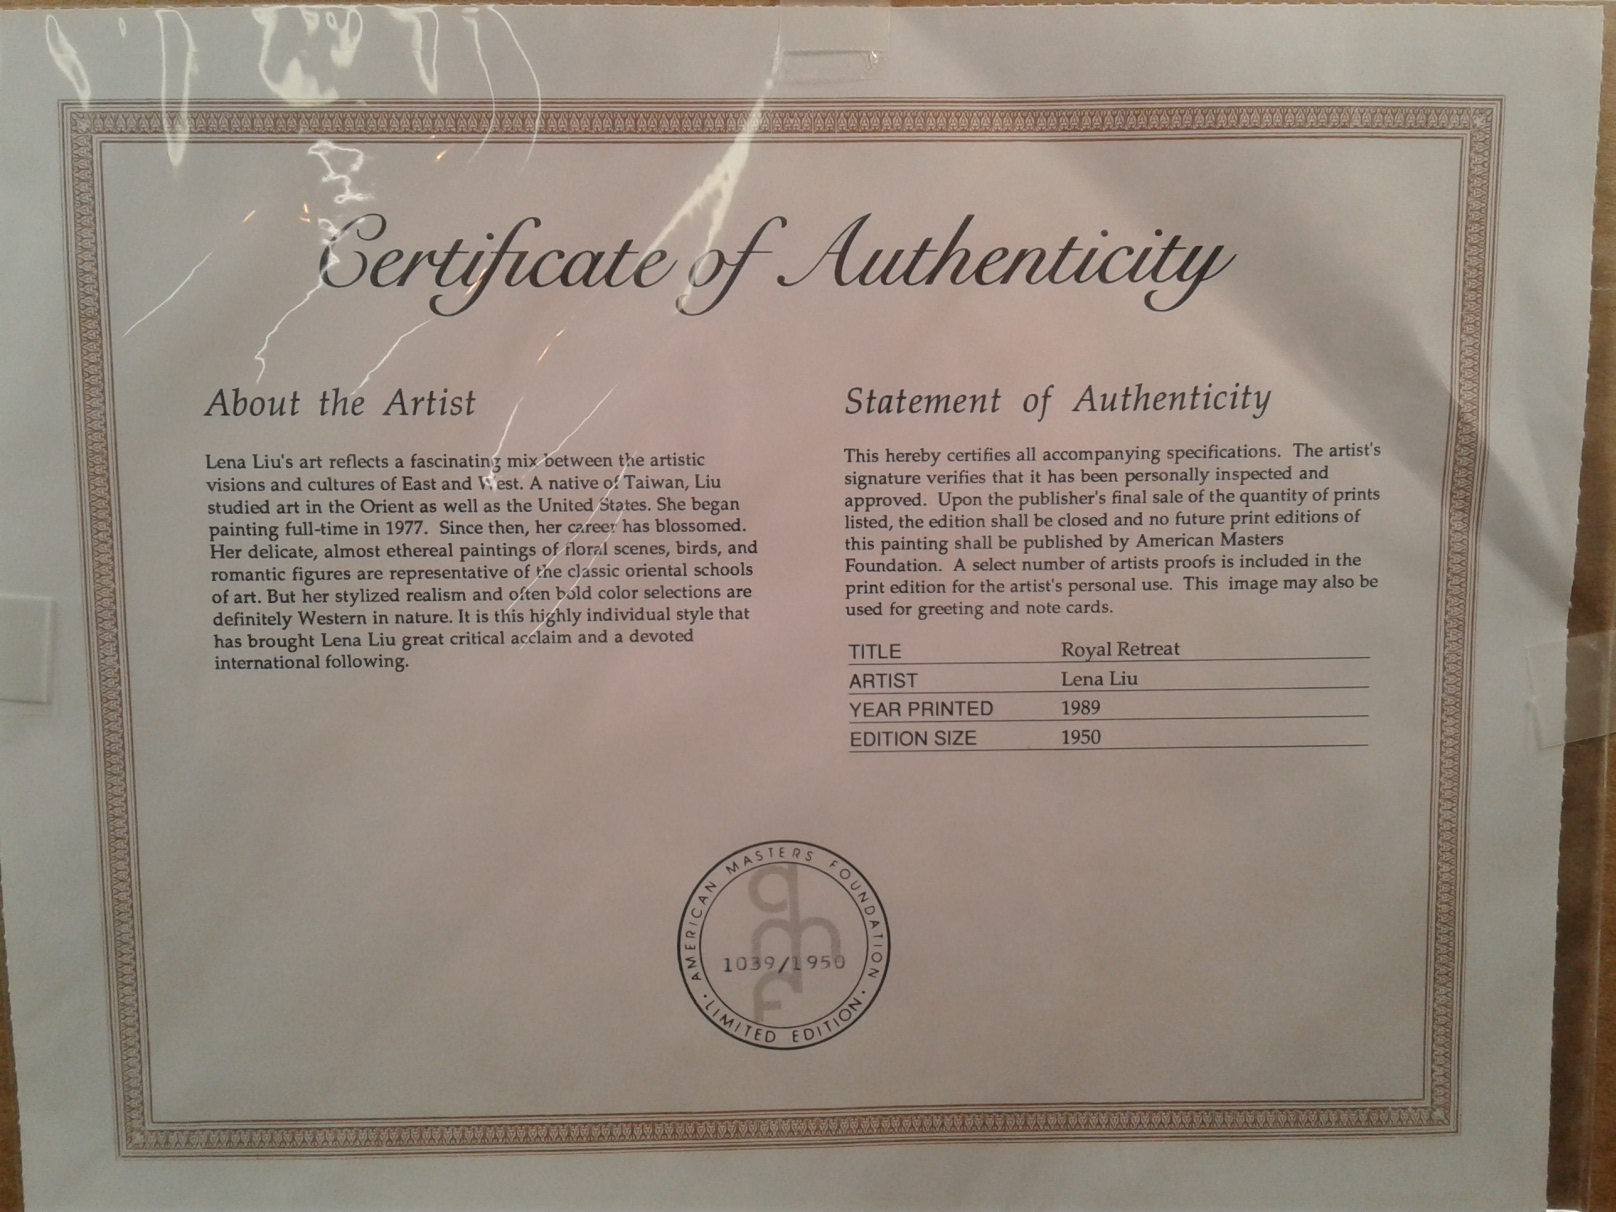 Certificate of Authenticity
About the Artist
Lena Liu's art reflects a fascinating mix between the artistic
visions and cultures of East and West. A native of Taiwan, Liu
studied art in the Orient as well as the United States. She began
painting full-time in 1977. Since then, her career has blossomed.
Her delicate, almost ethereal paintings of floral scenes, birds, and
romantic figures are representative of the classic oriental schools
of art. But her stylized realism and often bold color selections are
definitely Western in nature. It is this highly individual style that
has brought Lena Liu great critical acclaim and a devoted
international following.
Statement of Authenticity
This hereby certifies all accompanying specifications. The artist's
signature verifies that it has been personally inspected and
approved. Upon the publisher's final sale of the quantity of prints
listed, the edition shall be closed and no future print editions of
this painting shall be published by American Masters
Foundation. A select number of artists proofs is included in the
print edition for the artist's personal use. This image may also be
used for greeting and note cards.
TITLE Royal Retreat
ARTIST Lena Liu
YEAR PRINTED 1989
EDITION SIZE 1950
AMERICAN MASTERS FOUNDATION
amf
1039/1950
· LIMITED EDITION ·